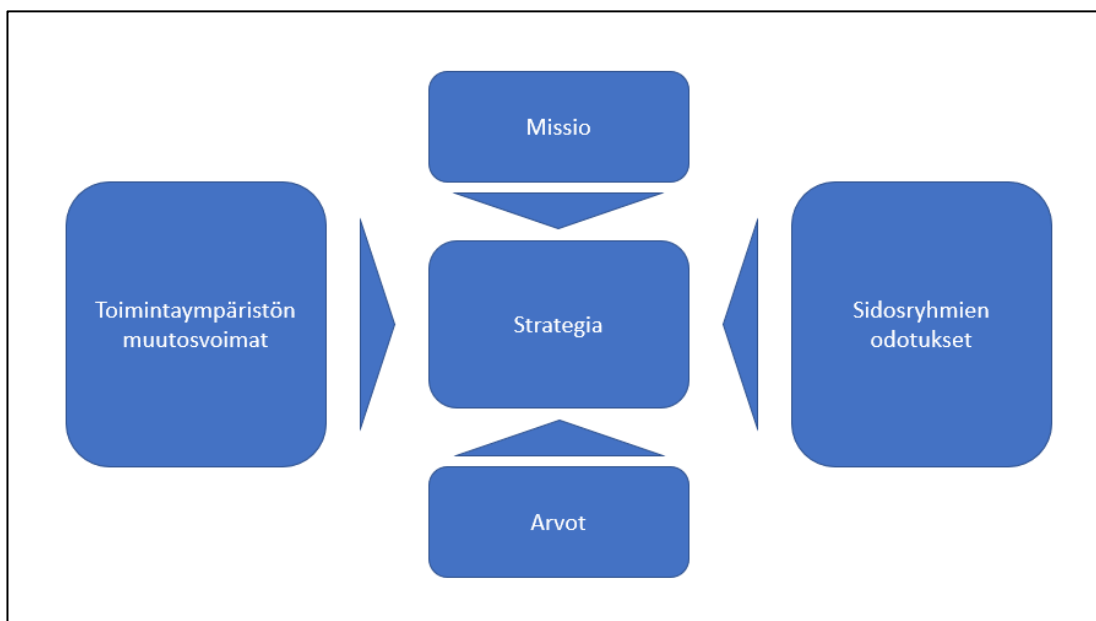 Missio
Toimintaympäristön
muutosvoimat
Strategia
Sidosryhmien
odotukset
Arvot